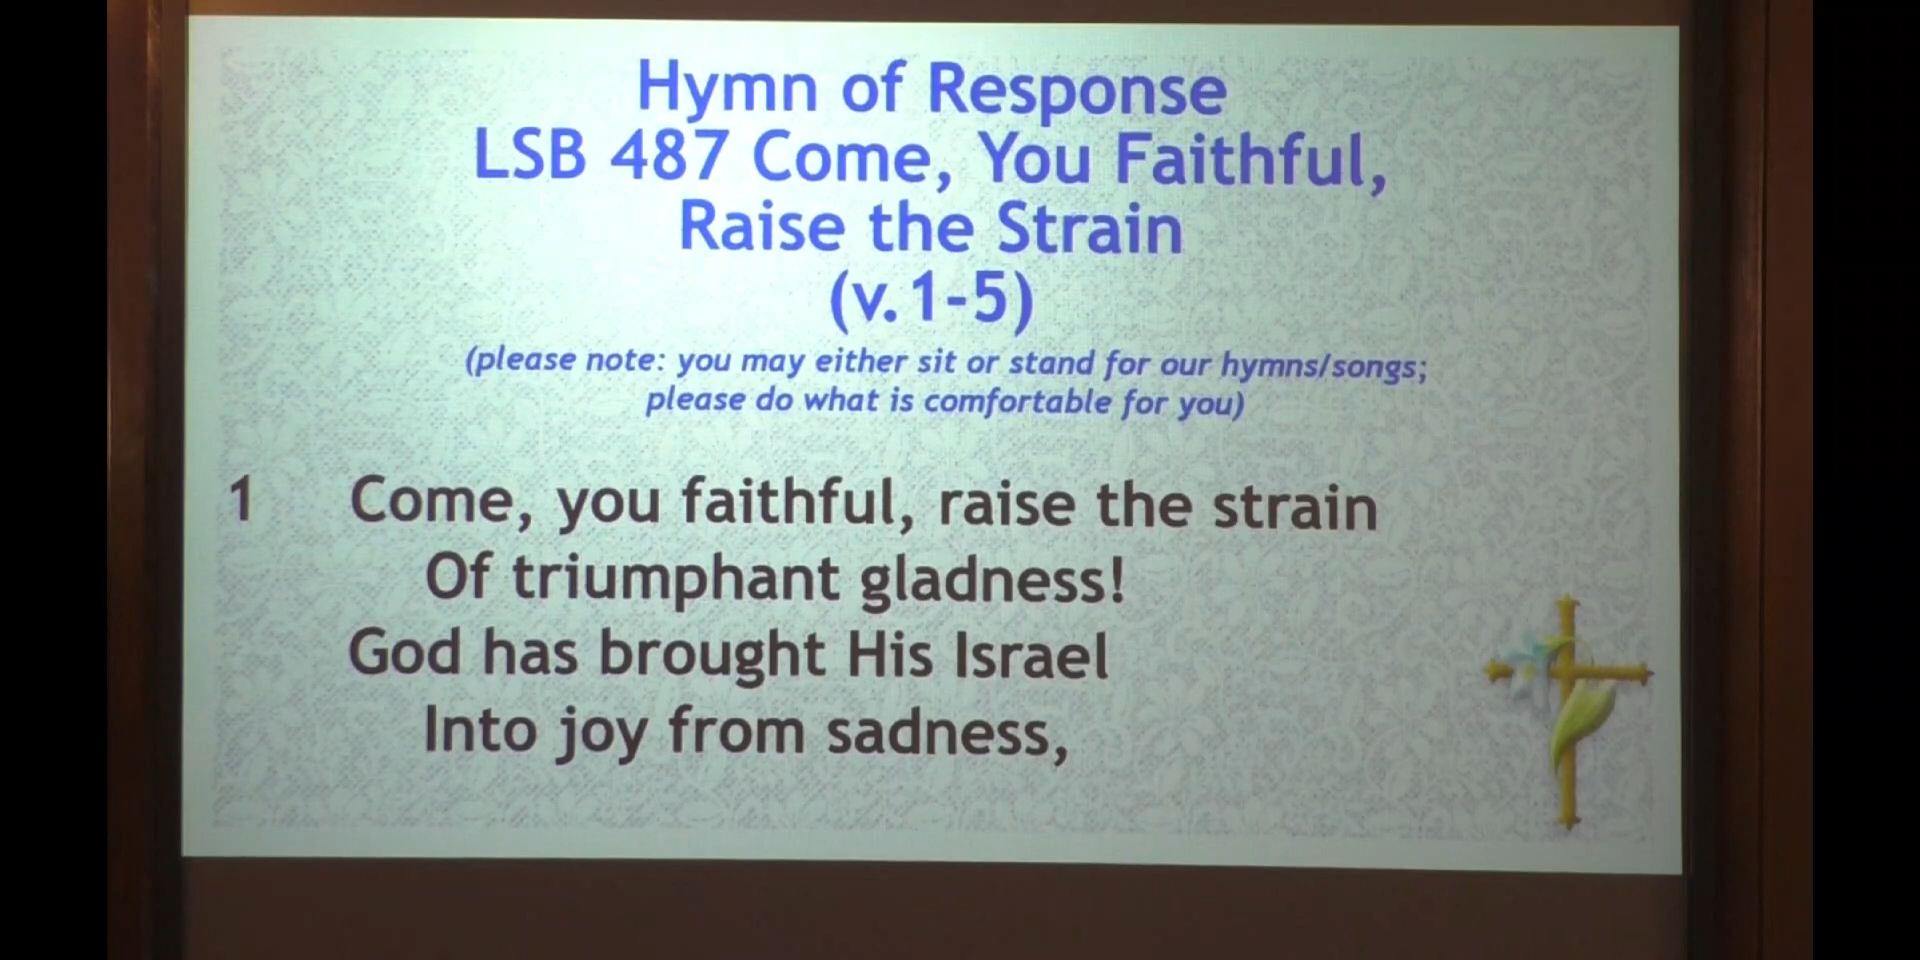 Hymn of Response
LSB 487 Come, You Faithful,
Raise the Strain
(v.1-5)
(please note: you may either sit or stand for our hymns/songs;
please do what is comfortable for you)
1 Come, you faithful, raise the strain
Of triumphant gladness!
God has brought His Israel
Into joy from sadness,